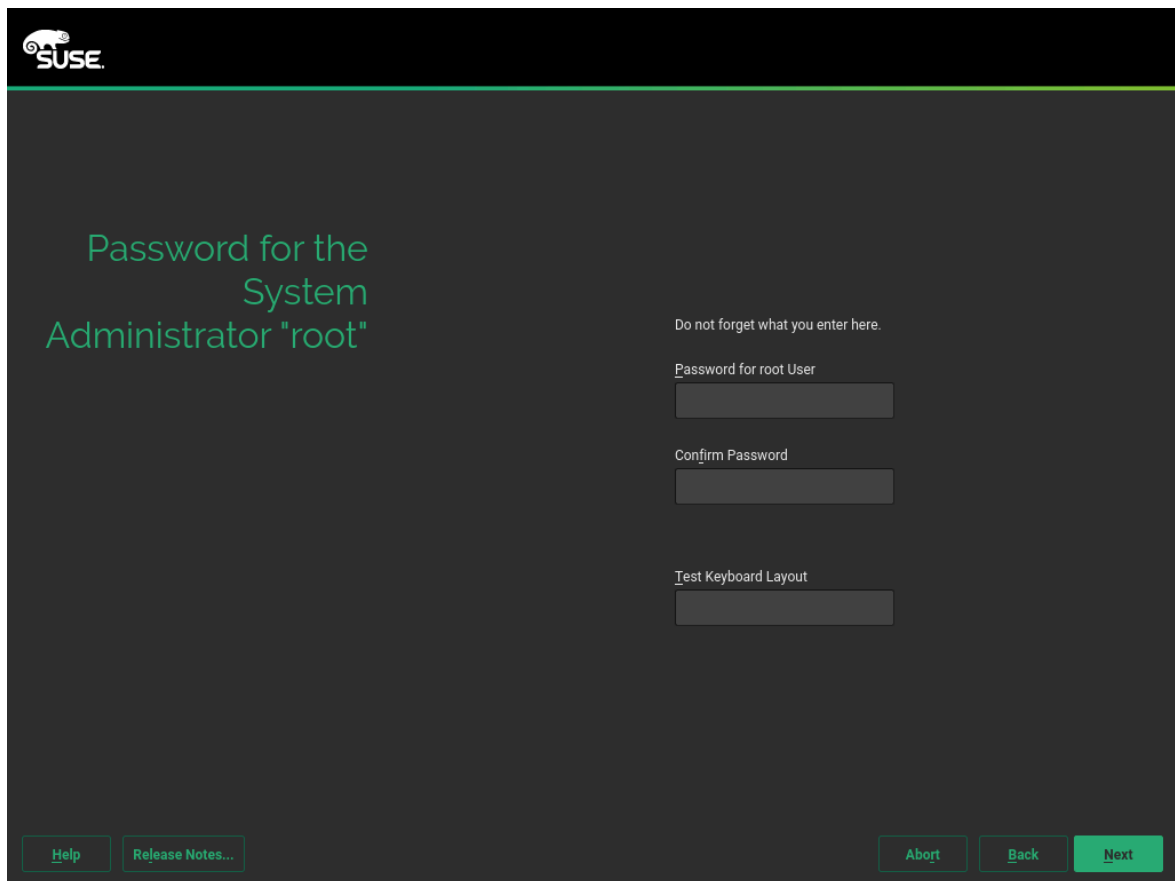 SUSE.
Password for the
System
Administrator "root"
Do not forget what you enter here.
Password for root User
Confirm Password
Test Keyboard Layout
Help
Release Notes...
Abort
Back
Next